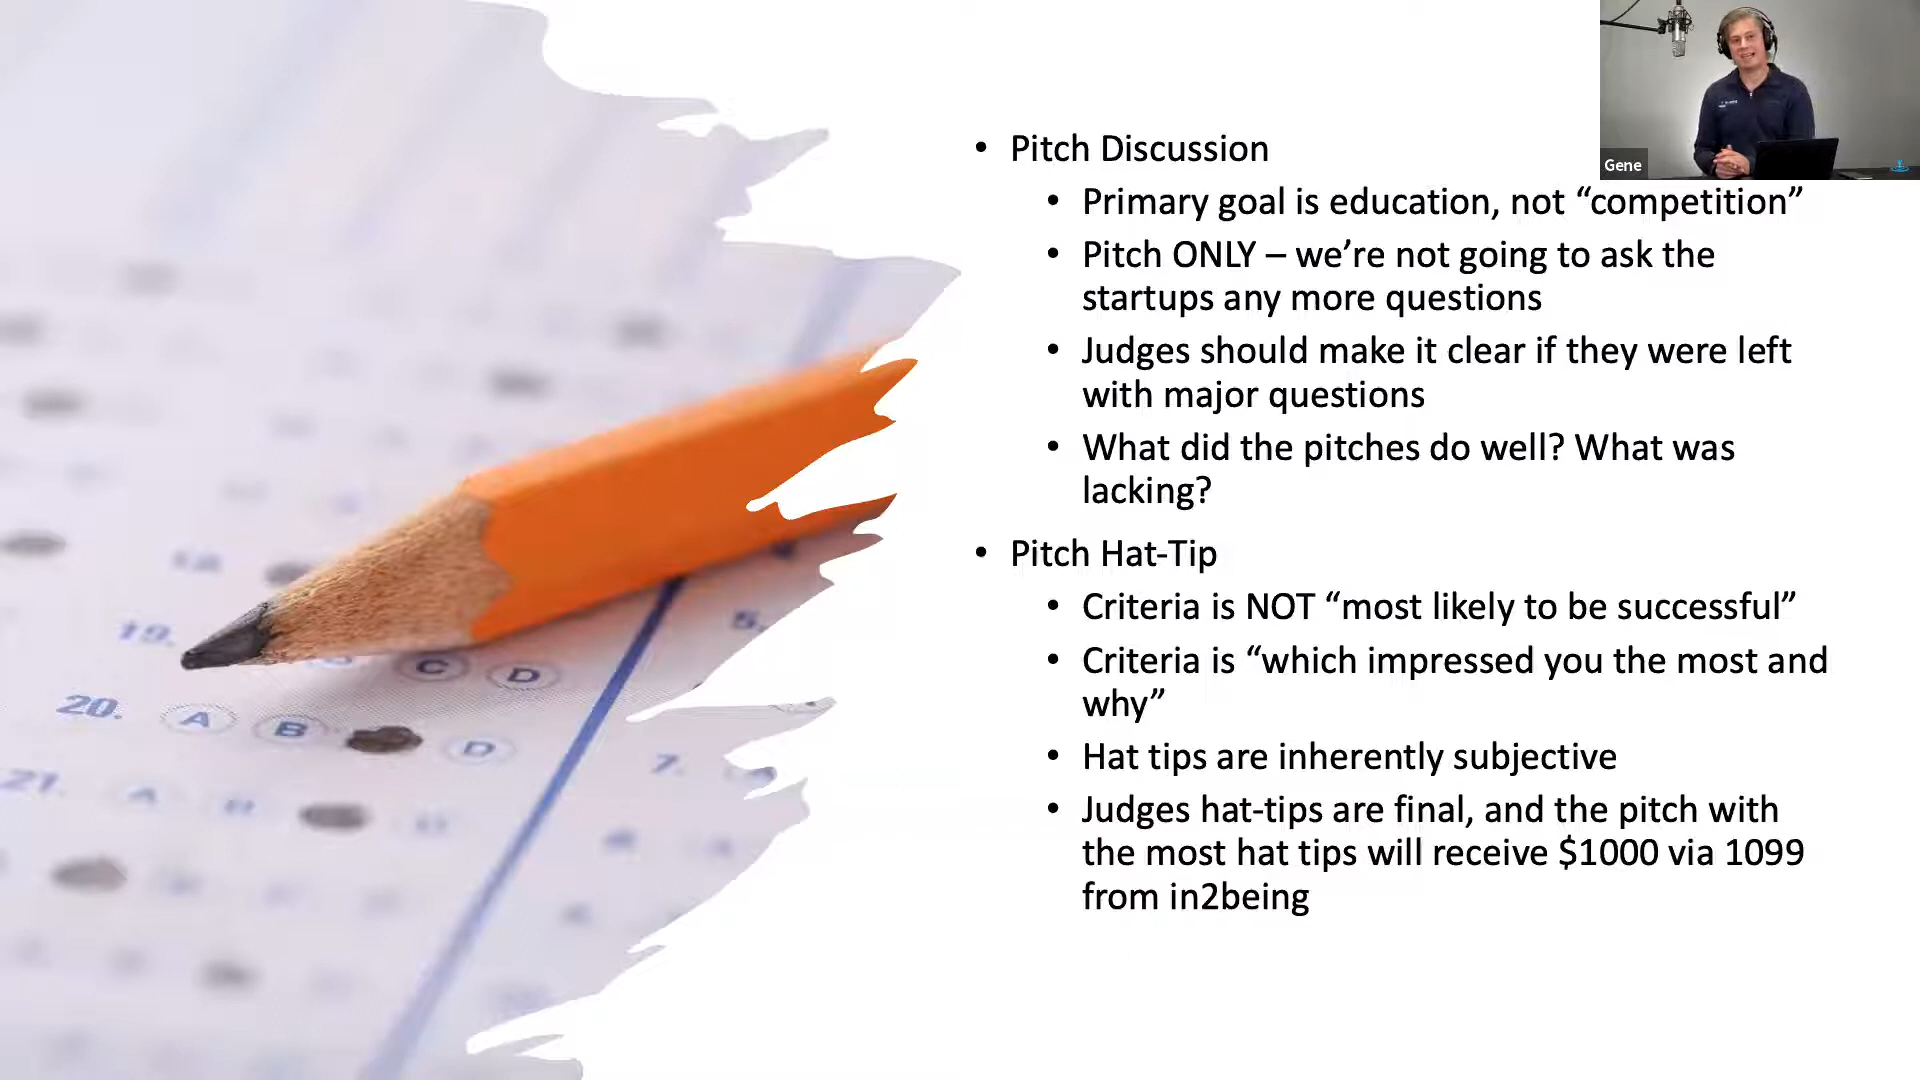 Gene
• Pitch Discussion
• Primary goal is education, not “competition”
• Pitch ONLY – we’re not going to ask the
startups any more questions
• Judges should make it clear if they were left
with major questions
• What did the pitches do well? What was
lacking?
• Pitch Hat-Tip
• Criteria is NOT “most likely to be successful”
• Criteria is “which impressed you the most and
why”
• Hat tips are inherently subjective
• Judges hat-tips are final, and the pitch with
the most hat tips will receive $1000 via 1099
from in2being
18.
19. C D
20. A B D
21. A B
5.
7.